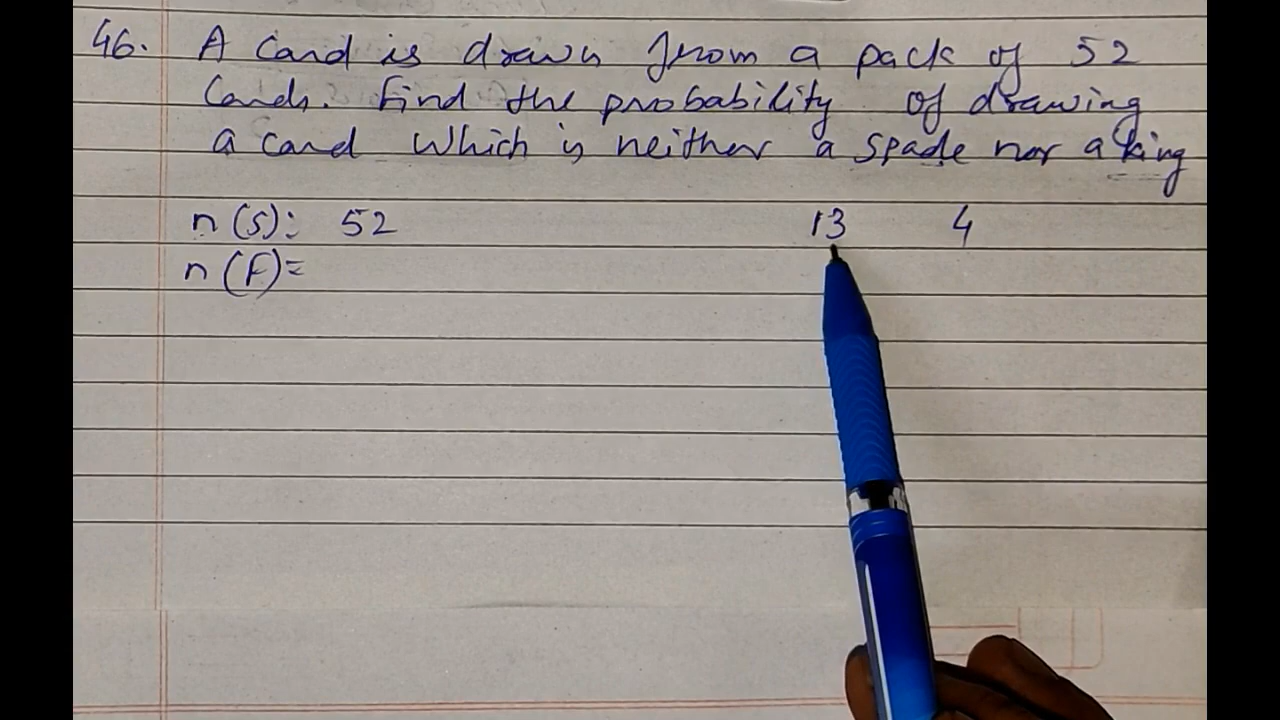 46. A card is drawn from a pack of 52
Cards. Find the probability of drawing
a card which is neither a spade nor a king
n(s): 52 13 4
n(F)=